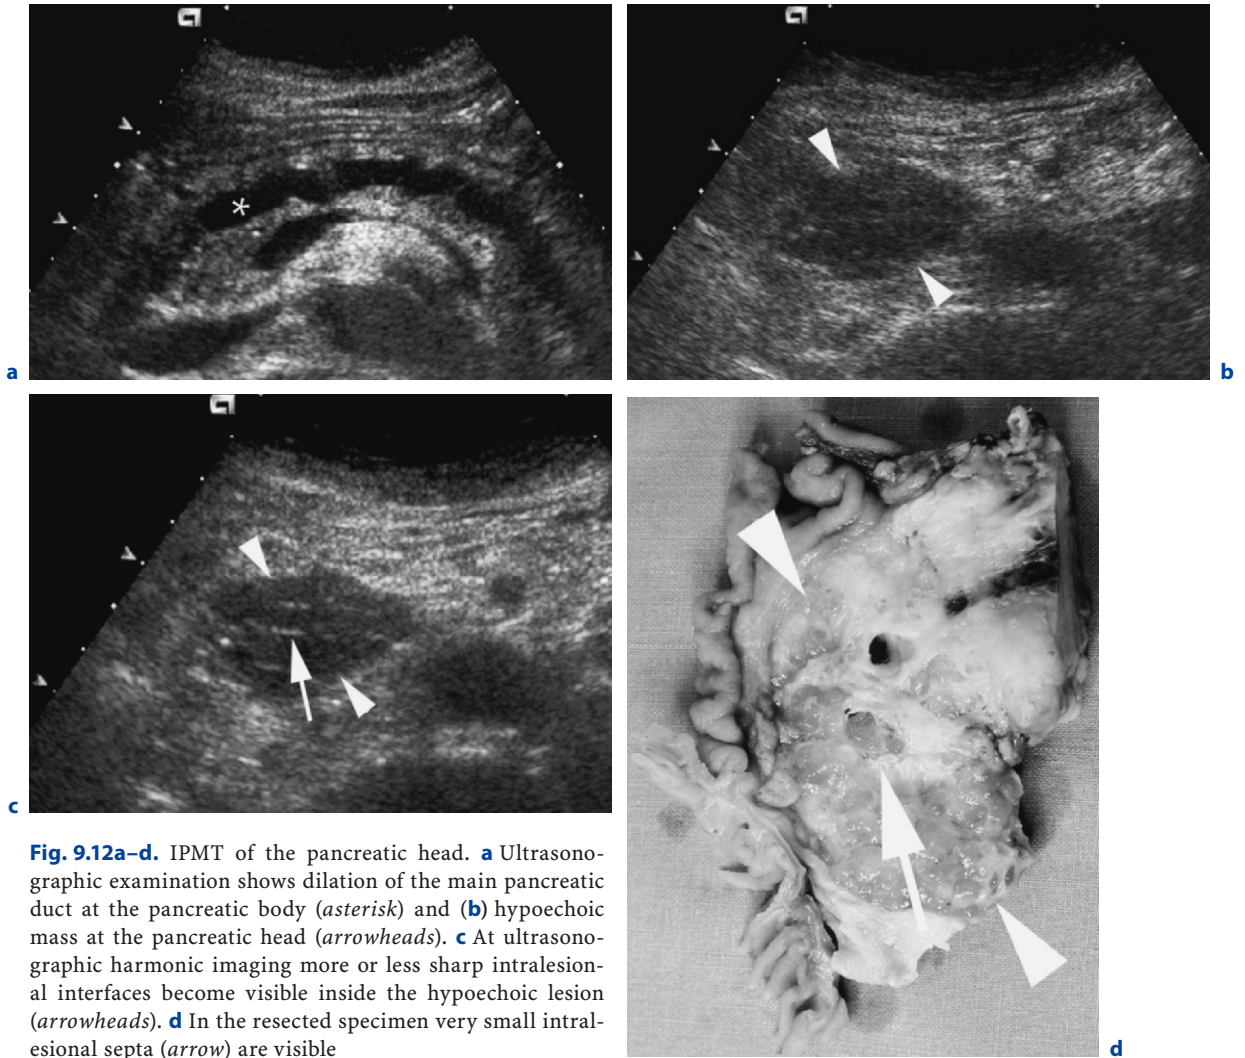 a
b
c
d
*
Fig. 9.12a–d. IPMT of the pancreatic head. a Ultrasono-
graphic examination shows dilation of the main pancreatic
duct at the pancreatic body (asterisk) and (b) hypoechoic
mass at the pancreatic head (arrowheads). c At ultrasono-
graphic harmonic imaging more or less sharp intralesion-
al interfaces become visible inside the hypoechoic lesion
(arrowheads). d In the resected specimen very small intral-
esional septa (arrow) are visible